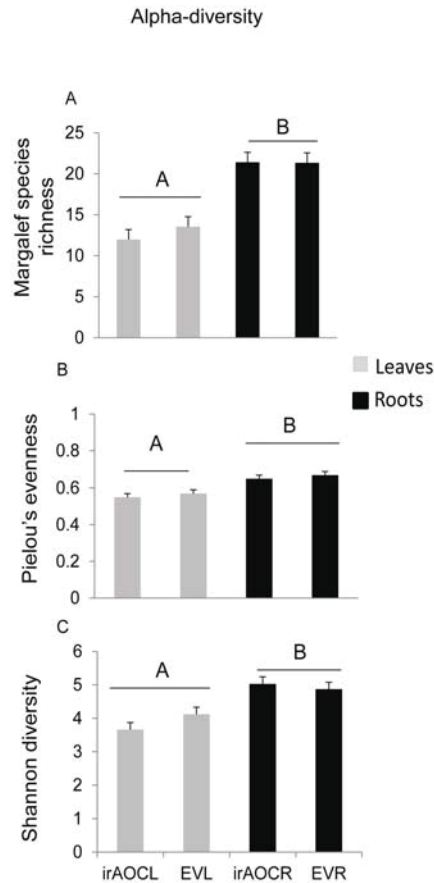 Alpha-diversity
A
Margalef species
richness
25
20
15
10
5
0
A
B
Leaves
Roots
B
Pielou's evenness
1
0.8
0.6
0.4
0.2
0
A
B
C
Shannon diversity
6
5
4
3
2
1
0
A
B
irAOCL EVL irAOCR EVR